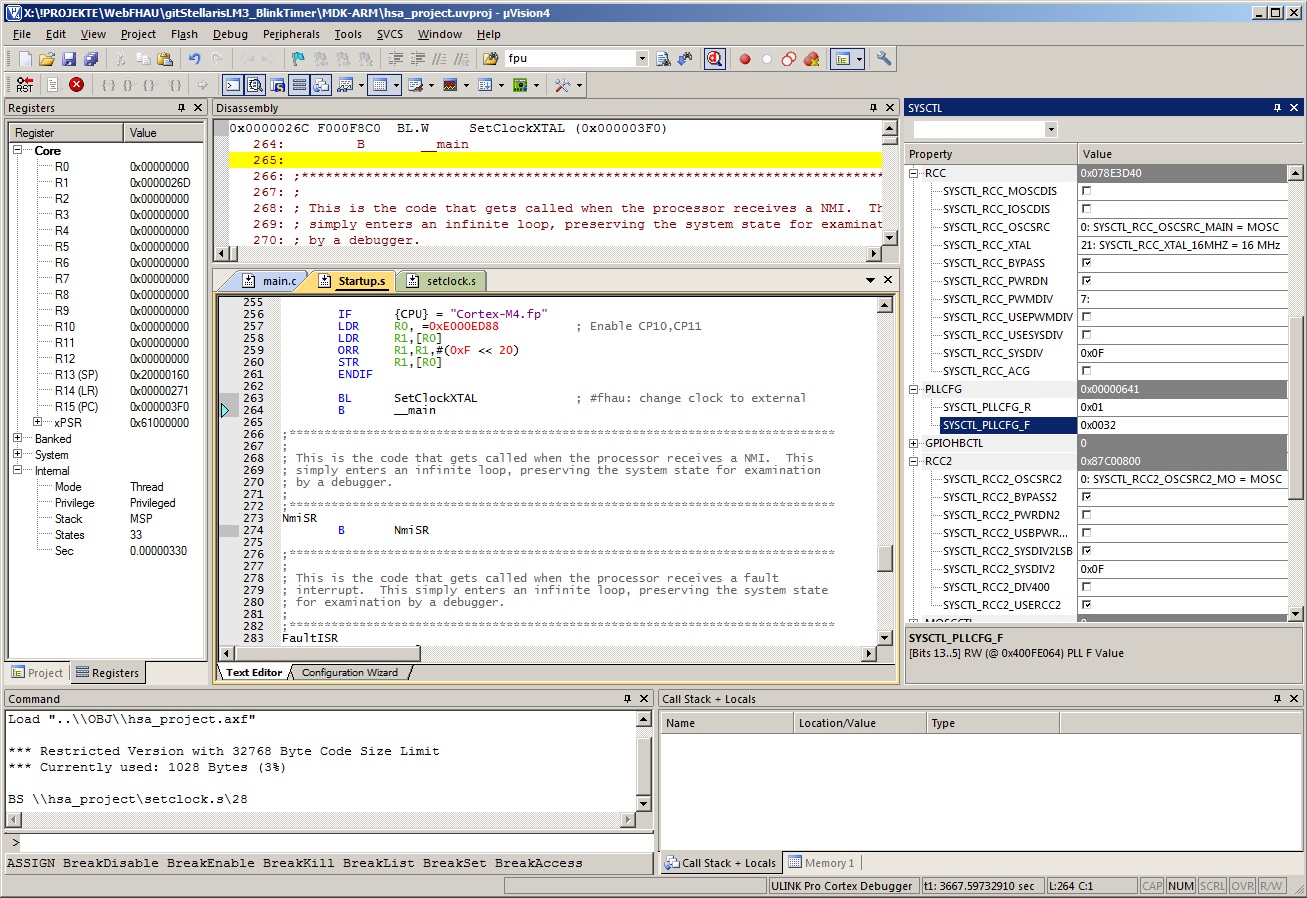 X:\!PROJEKTE\WebFHAU\gitStellarisLM3_BlinkTimer\MDK-ARM\hsa_project.uvproj - µVision4
File Edit View Project Flash Debug Peripherals Tools SVCS Window Help
fpu
RST
Registers
Register Value
Core
R0 0x00000000
R1 0x0000026D
R2 0x00000000
R3 0x00000000
R4 0x00000000
R5 0x00000000
R6 0x00000000
R7 0x00000000
R8 0x00000000
R9 0x00000000
R10 0x00000000
R11 0x00000000
R12 0x00000000
R13 (SP) 0x20000160
R14 (LR) 0x00000271
R15 (PC) 0x000003F0
xPSR 0x61000000
Banked
System
Internal
Mode Thread
Privilege Privileged
Stack MSP
States 33
Sec 0.00000330
Project Registers
Disassembly
0x0000026C F000F8C0 BL.W SetClockXTAL (0x000003F0)
264: B __main
265:
266: ;**************************************************************************
267: ;
268: ; This is the code that gets called when the processor receives a NMI. Th
269: ; simply enters an infinite loop, preserving the system state for examinat
270: ; by a debugger.
main.c Startup.s setclock.s
255
256 IF {CPU} = "Cortex-M4.fp"
257 LDR R0, =0xE000ED88 ; Enable CP10,CP11
258 LDR R1,[R0]
259 ORR R1,R1,#(0xF << 20)
260 STR R1,[R0]
261 ENDIF
262
263 BL SetClockXTAL ; #fhau: change clock to external
264 B __main
265
266 ;******************************************************************************
267 ;
268 ; This is the code that gets called when the processor receives a NMI. This
269 ; simply enters an infinite loop, preserving the system state for examination
270 ; by a debugger.
271 ;
272 ;******************************************************************************
273 NmiSR
274 B NmiSR
275
276 ;******************************************************************************
277 ;
278 ; This is the code that gets called when the processor receives a fault
279 ; interrupt. This simply enters an infinite loop, preserving the system state
280 ; for examination by a debugger.
281 ;
282 ;******************************************************************************
283 FaultISR
Text Editor Configuration Wizard
SYSCTL
Property Value
RCC 0x078E3D40
SYSCTL_RCC_MOSCDIS
SYSCTL_RCC_IOSCDIS
SYSCTL_RCC_OSCSRC 0: SYSCTL_RCC_OSCSRC_MAIN = MOSC
SYSCTL_RCC_XTAL 21: SYSCTL_RCC_XTAL_16MHZ = 16 MHz
SYSCTL_RCC_BYPASS
SYSCTL_RCC_PWRDN
SYSCTL_RCC_PWMDIV 7:
SYSCTL_RCC_USEPWMDIV
SYSCTL_RCC_USESYSDIV
SYSCTL_RCC_SYSDIV 0x0F
SYSCTL_RCC_ACG
PLLCFG 0x00000641
SYSCTL_PLLCFG_R 0x01
SYSCTL_PLLCFG_F 0x0032
GPIOHBCTL 0
RCC2 0x87C00800
SYSCTL_RCC2_OSCSRC2 0: SYSCTL_RCC2_OSCSRC2_MO = MOSC
SYSCTL_RCC2_BYPASS2
SYSCTL_RCC2_PWRDN2
SYSCTL_RCC2_USBPWR...
SYSCTL_RCC2_SYSDIV2LSB
SYSCTL_RCC2_SYSDIV2 0x0F
SYSCTL_RCC2_DIV400
SYSCTL_RCC2_USERCC2
SYSCTL_PLLCFG_F
[Bits 13..5] RW (@ 0x400FE064) PLL F Value
Command
Load "..\\OBJ\\hsa_project.axf"
*** Restricted Version with 32768 Byte Code Size Limit
*** Currently used: 1028 Bytes (3%)
BS \\hsa_project\setclock.s\28
>
ASSIGN BreakDisable BreakEnable BreakKill BreakList BreakSet BreakAccess
Call Stack + Locals
Name Location/Value Type
Call Stack + Locals Memory 1
ULINK Pro Cortex Debugger t1: 3667.59732910 sec L:264 C:1 CAP NUM SCRL OVR R/W